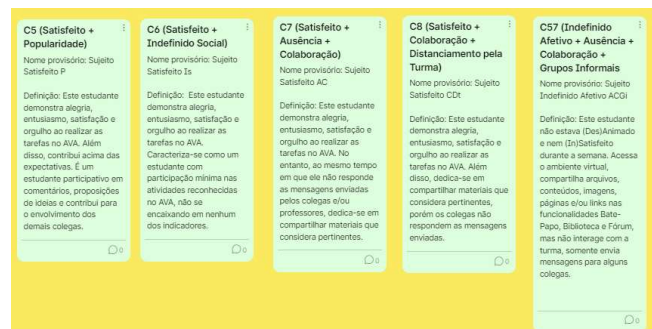 C5 (Satisfeito +
Popularidade)
Nome provisório: Sujeito
Satisfeito P
Definição: Este estudante
demonstra alegria,
entusiasmo, satisfação e
orgulho ao realizar as
tarefas no AVA. Além
disso, contribui acima das
expectativas. É um
estudante participativo em
comentários, proposições
de ideias e contribui para
o envolvimento dos
demais colegas.
0
C6 (Satisfeito +
Indefinido Social)
Nome provisório: Sujeito
Satisfeito Is
Definição: Este estudante
demonstra alegria,
entusiasmo, satisfação e
orgulho ao realizar as
tarefas no AVA.
Caracteriza-se como um
estudante com
participação mínima nas
atividades reconhecidas
no AVA, não se
encaixando em nenhum
dos indicadores.
0
C7 (Satisfeito +
Ausência +
Colaboração)
Nome provisório: Sujeito
Satisfeito AC
Definição: Este estudante
demonstra alegria,
entusiasmo, satisfação e
orgulho ao realizar as
tarefas no AVA. No
entanto, ao mesmo tempo
em que ele não responde
as mensagens enviadas
pelos colegas e/ou
professores, dedica-se em
compartilhar materiais que
considera pertinentes.
0
C8 (Satisfeito +
Colaboração +
Distanciamento pela
Turma)
Nome provisório: Sujeito
Satisfeito CDt
Definição: Este estudante
demonstra alegria,
entusiasmo, satisfação e
orgulho ao realizar as
tarefas no AVA. Além
disso, dedica-se em
compartilhar materiais que
considera pertinentes,
porém os colegas não
respondem as mensagens
enviadas.
0
C57 (Indefinido
Afetivo + Ausência +
Colaboração +
Grupos Informais
Nome provisório: Sujeito
Indefinido Afetivo ACGi
Definição: Este estudante
não estava (Des)Animado
e nem (In)Satisfeito
durante a semana. Acessa
o ambiente virtual,
compartilha arquivos,
conteúdos, imagens,
páginas e/ou links nas
funcionalidades Bate-
Papo, Biblioteca e Fórum,
mas não interage com a
turma, somente envia
mensagens para alguns
colegas.
0